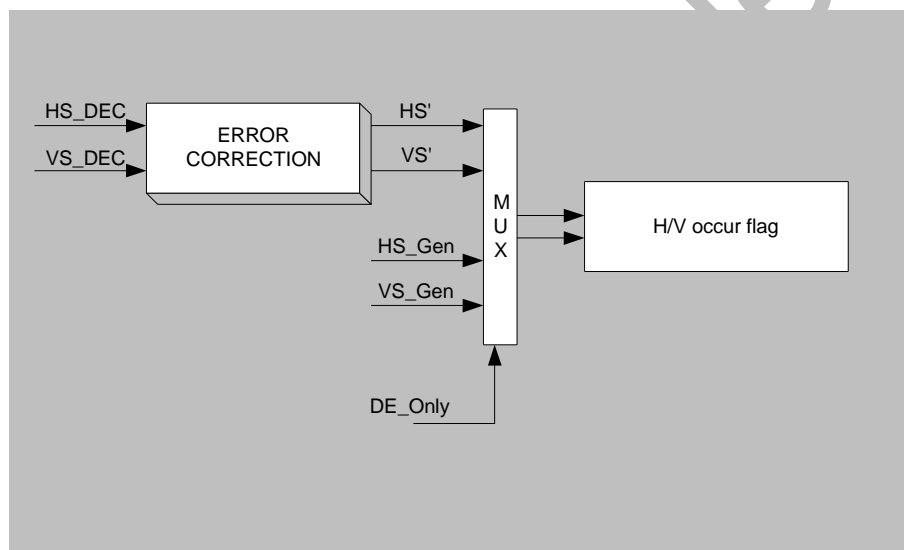 HS_DEC
VS_DEC
ERROR
CORRECTION
HS'
VS'
HS_Gen
VS_Gen
M
U
X
DE_Only
H/V occur flag